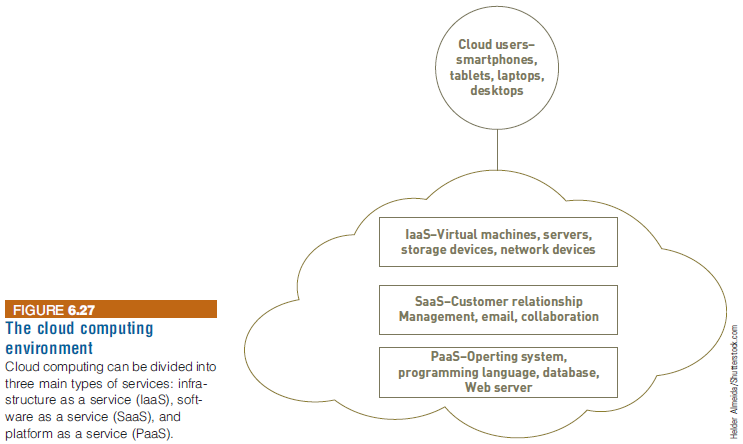 Cloud users–
smartphones,
tablets, laptops,
desktops
IaaS–Virtual machines, servers,
storage devices, network devices
SaaS–Customer relationship
Management, email, collaboration
PaaS–Operting system,
programming language, database,
Web server
FIGURE 6.27
The cloud computing
environment
Cloud computing can be divided into
three main types of services: infra-
structure as a service (IaaS), soft-
ware as a service (SaaS), and
platform as a service (PaaS).
Helder Almeida/Shutterstock.com